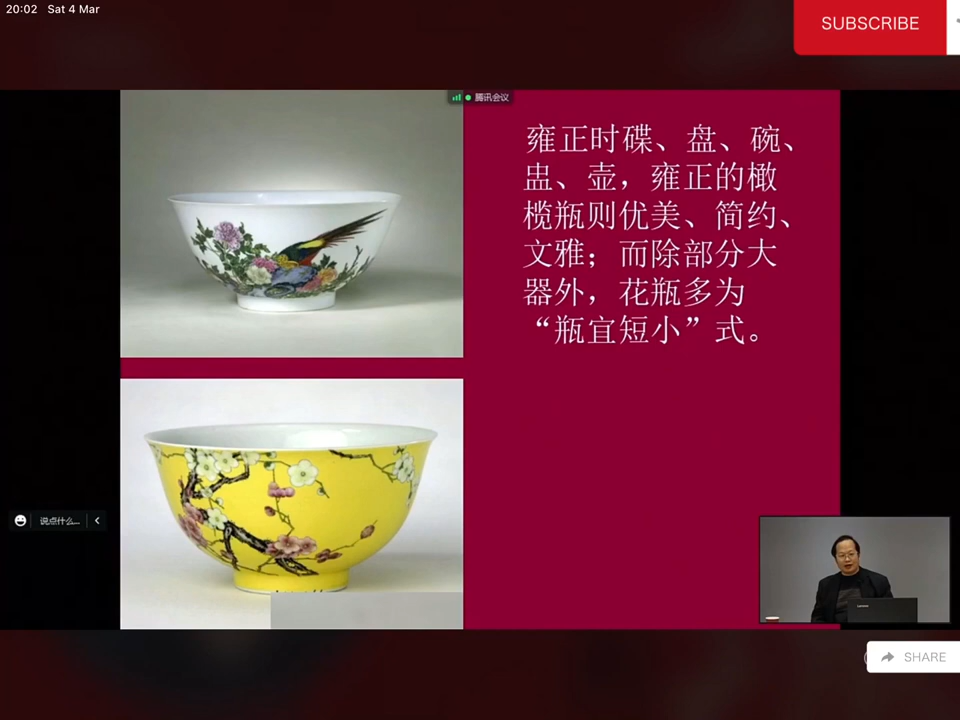 20:02 Sat 4 Mar
SUBSCRIBE
腾讯会议
雍正时碟、盘、碗、
盅、壶，雍正的橄
榄瓶则优美、简约、
文雅；而除部分大
器外，花瓶多为
“瓶宜短小”式。
说点什么...
Lenovo
SHARE